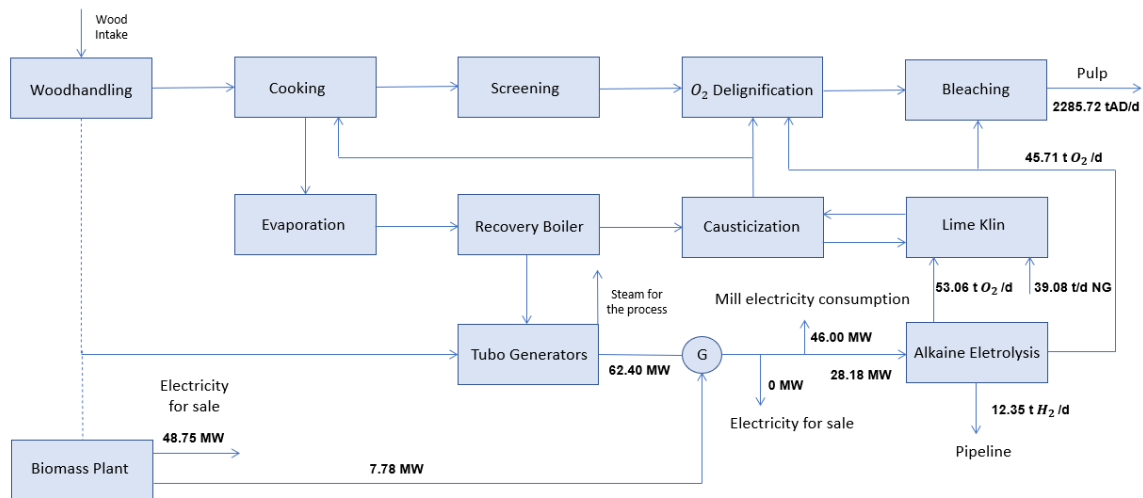 Wood
Intake
Woodhandling
Cooking
Screening
O₂ Delignification
Bleaching
Pulp
2285.72 tAD/d
45.71 t O₂ /d
Evaporation
Recovery Boiler
Causticization
Lime Klin
Steam for
the process
Mill electricity consumption
53.06 t O₂ /d
39.08 t/d NG
Tubo Generators
62.40 MW
G
46.00 MW
28.18 MW
Alkaine Eletrolysis
0 MW
Electricity for sale
12.35 t H₂ /d
Pipeline
Electricity
for sale
48.75 MW
Biomass Plant
7.78 MW